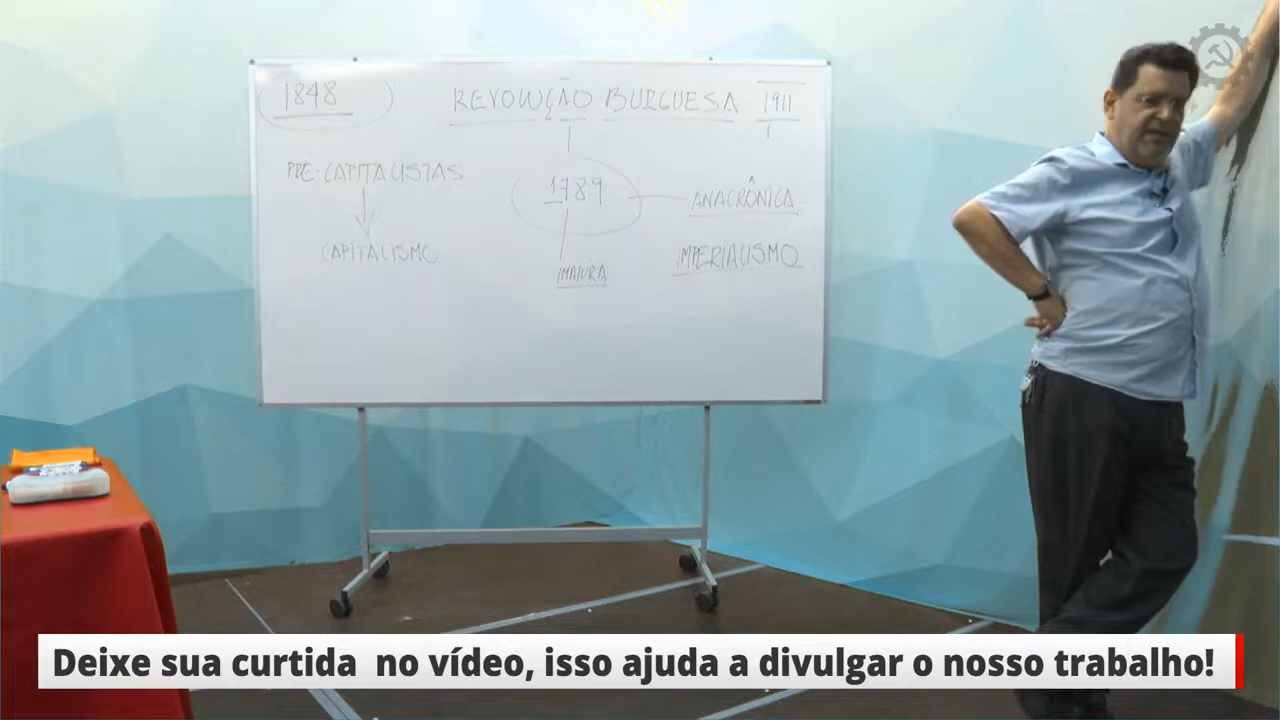 1848
REVOLUÇÃO BURGUESA
1911
PRE-CAPITALISTAS
CAPITALISMO
1789
ANACRÔNICA
IMPERIALISMO
IMATURA
Deixe sua curtida no vídeo, isso ajuda a divulgar o nosso trabalho!